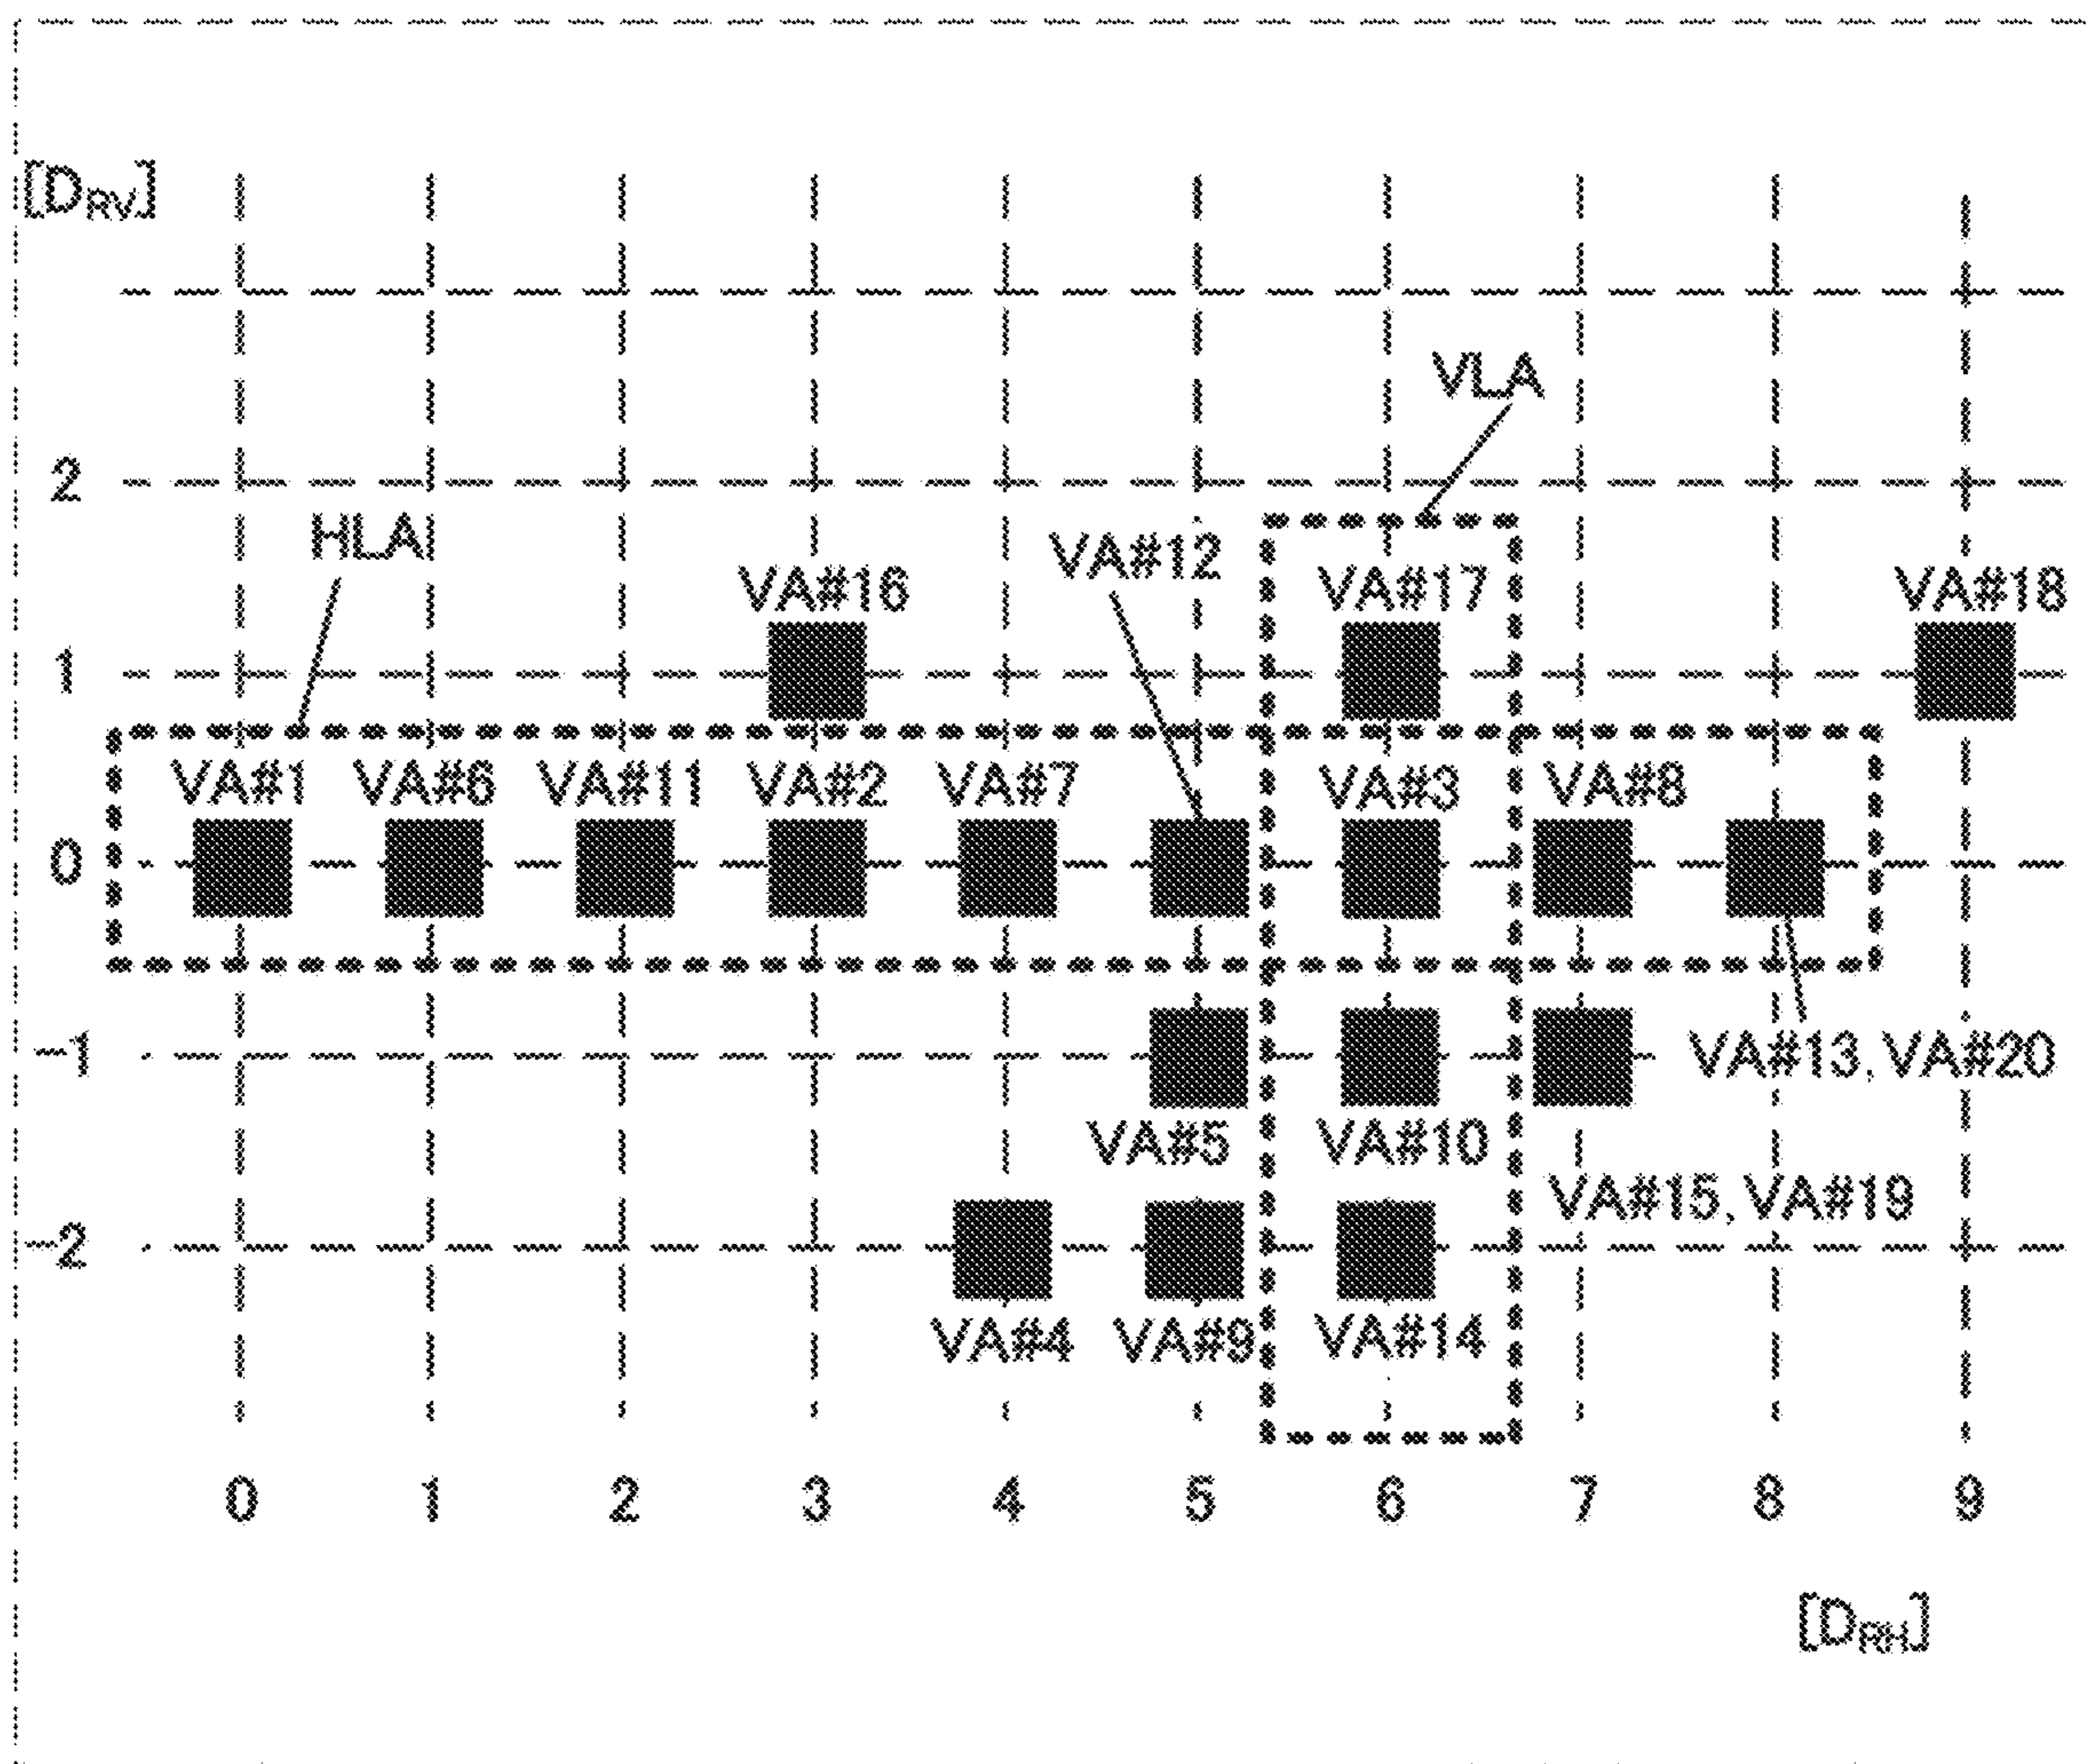 [DRV]
VLA
2
HLA
VA#12
VA#16
VA#17
VA#18
1
VA#1
VA#6
VA#11
VA#2
VA#7
VA#3
VA#8
0
-1
VA#13, VA#20
VA#5
VA#10
VA#15, VA#19
-2
VA#4
VA#9
VA#14
0 1 2 3 4 5 6 7 8 9
[DRH]